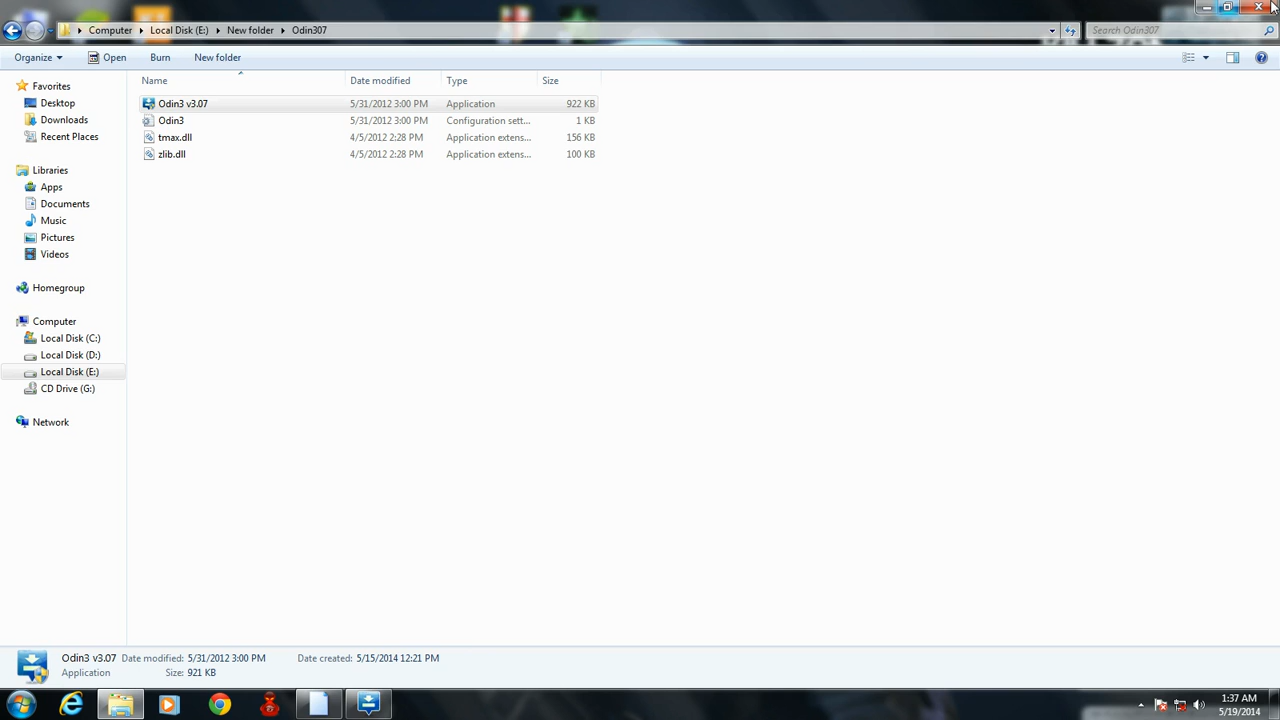 Computer Local Disk (E:) New folder Odin307 Search Odin307
Organize Open Burn New folder
Name Date modified Type Size
Favorites
Desktop
Downloads
Recent Places
Libraries
Apps
Documents
Music
Pictures
Videos
Homegroup
Computer
Local Disk (C:)
Local Disk (D:)
Local Disk (E:)
CD Drive (G:)
Network
Odin3 v3.07 5/31/2012 3:00 PM Application 922 KB
Odin3 5/31/2012 3:00 PM Configuration sett... 1 KB
tmax.dll 4/5/2012 2:28 PM Application extens... 156 KB
zlib.dll 4/5/2012 2:28 PM Application extens... 100 KB
Odin3 v3.07 Date modified: 5/31/2012 3:00 PM Date created: 5/15/2014 12:21 PM
Application Size: 921 KB
1:37 AM
5/19/2014